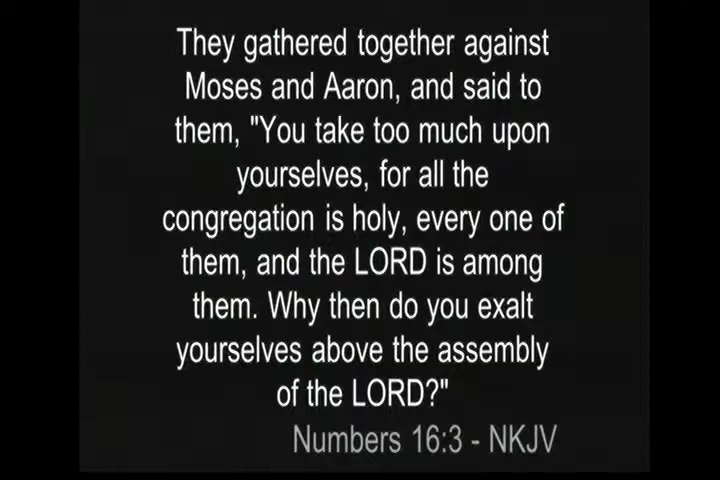 They gathered together against
Moses and Aaron, and said to
them, "You take too much upon
yourselves, for all the
congregation is holy, every one of
them, and the LORD is among
them. Why then do you exalt
yourselves above the assembly
of the LORD?"
Numbers 16:3 - NKJV